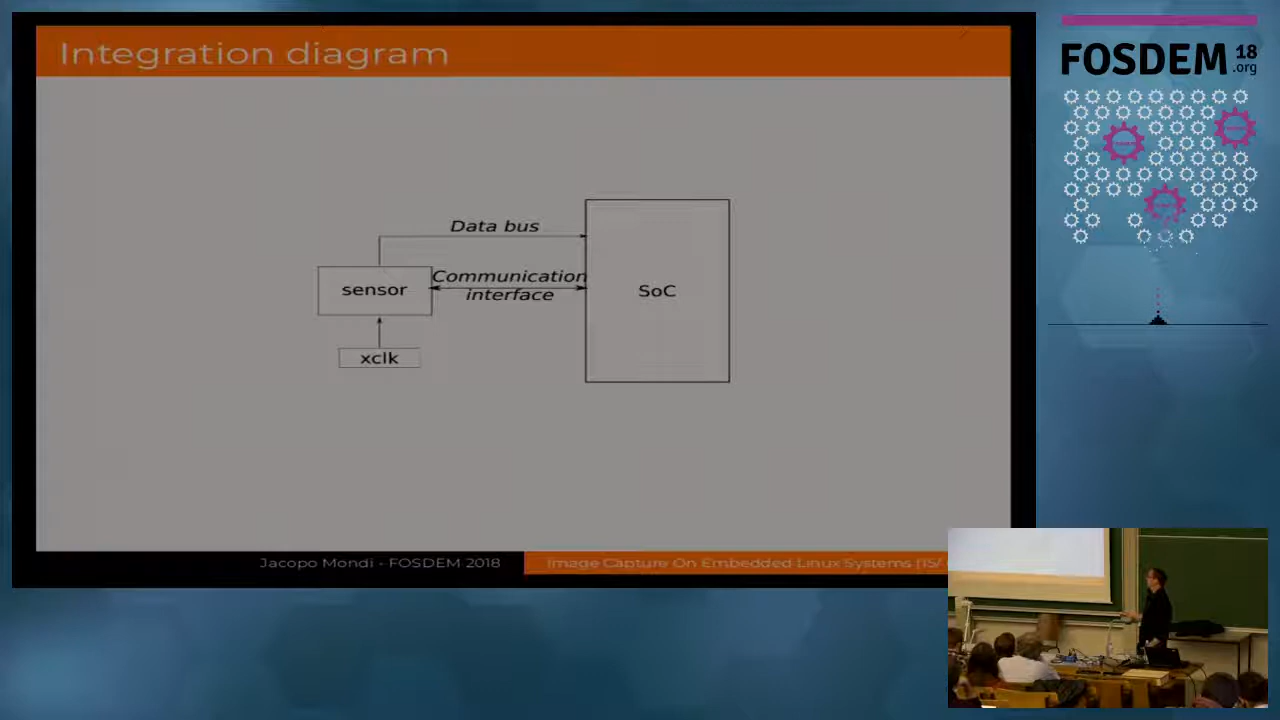 Integration diagram
Data bus
Communication
interface
sensor
SoC
xclk
Jacopo Mondi - FOSDEM 2018
Image Capture On Embedded Linux Systems (15/
FOSDEM 18
.org